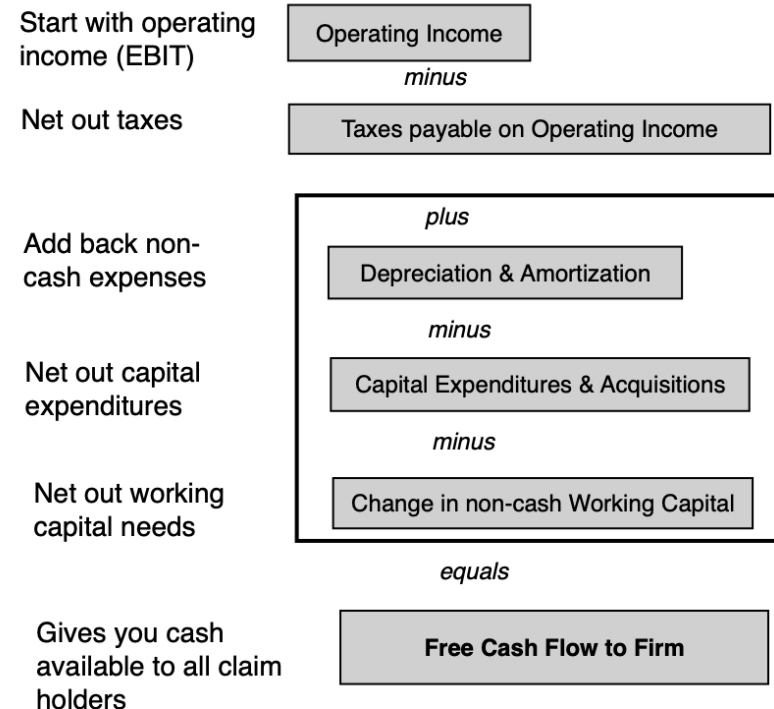 Start with operating
income (EBIT)
Operating Income
minus
Net out taxes
Taxes payable on Operating Income
plus
Add back non-
cash expenses
Depreciation & Amortization
minus
Net out capital
expenditures
Capital Expenditures & Acquisitions
minus
Net out working
capital needs
Change in non-cash Working Capital
equals
Gives you cash
available to all claim
holders
Free Cash Flow to Firm